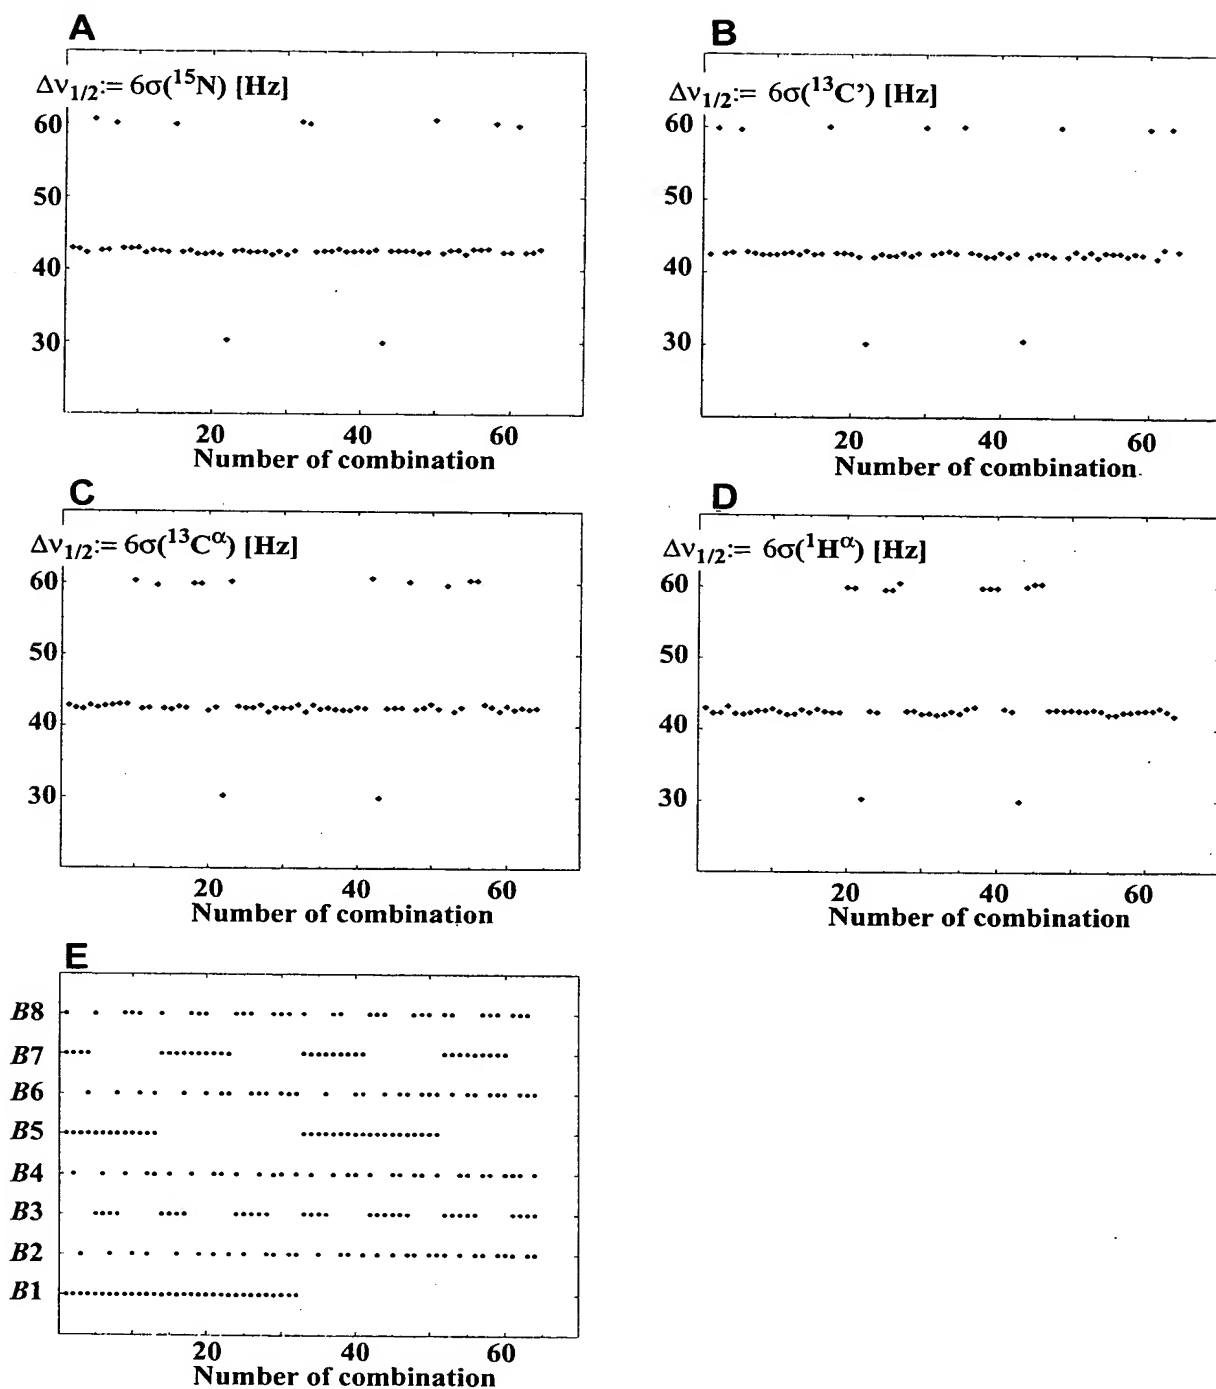 A
Δν1/2:= 6σ(15N) [Hz]
60
50
40
30
20 40 60
Number of combination
B
Δν1/2:= 6σ(13C’) [Hz]
60
50
40
30
20 40 60
Number of combination
C
Δν1/2:= 6σ(13Cα) [Hz]
60
50
40
30
20 40 60
Number of combination
D
Δν1/2:= 6σ(1Hα) [Hz]
60
50
40
30
20 40 60
Number of combination
E
B8
B7
B6
B5
B4
B3
B2
B1
20 40 60
Number of combination